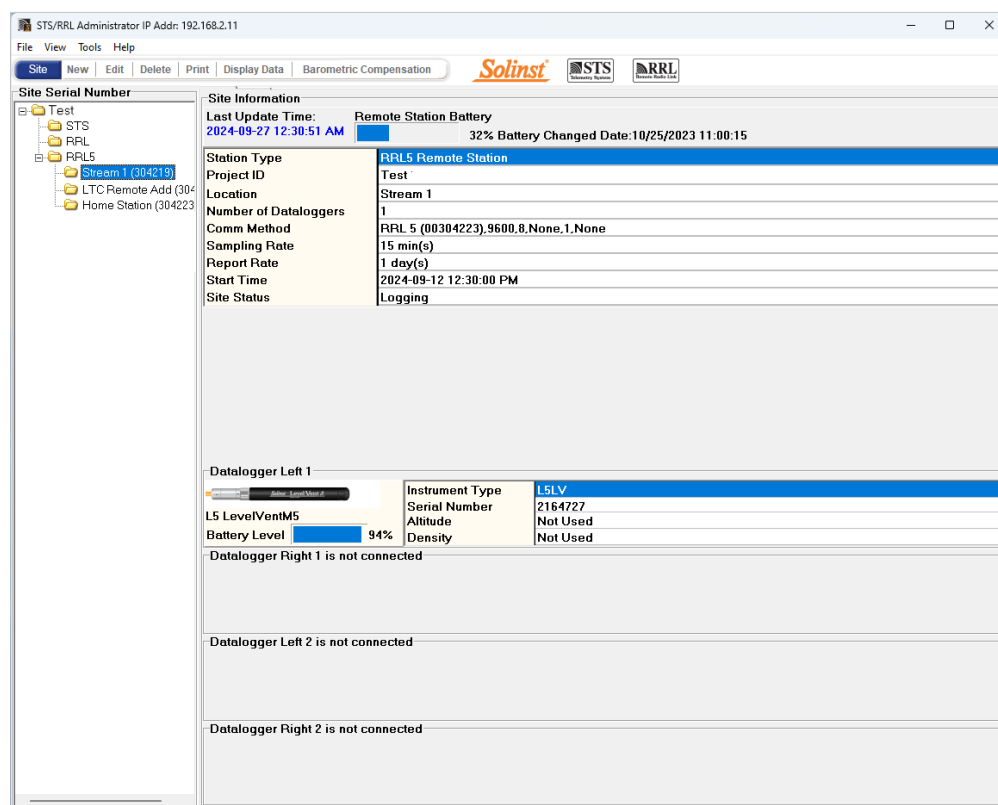 STS/RRL Administrator IP Addr: 192.168.2.11
File View Tools Help
Site New Edit Delete Print Display Data Barometric Compensation Solinst STS Telemetry Systems RRL Remote Radio Link
Site Serial Number
Test
STS
RRL
RRL5
Stream 1 (304219)
LTC Remote Add (304
Home Station (304223
Site Information
Last Update Time: Remote Station Battery
2024-09-27 12:30:51 AM 32% Battery Changed Date:10/25/2023 11:00:15
Station Type RRL5 Remote Station
Project ID Test
Location Stream 1
Number of Dataloggers 1
Comm Method RRL 5 (00304223),9600,8,None,1,None
Sampling Rate 15 min(s)
Report Rate 1 day(s)
Start Time 2024-09-12 12:30:00 PM
Site Status Logging
Datalogger Left 1
Instrument Type L5LV
Serial Number 2164727
L5 LevelVentM5 Altitude Not Used
Battery Level 94% Density Not Used
Datalogger Right 1 is not connected
Datalogger Left 2 is not connected
Datalogger Right 2 is not connected